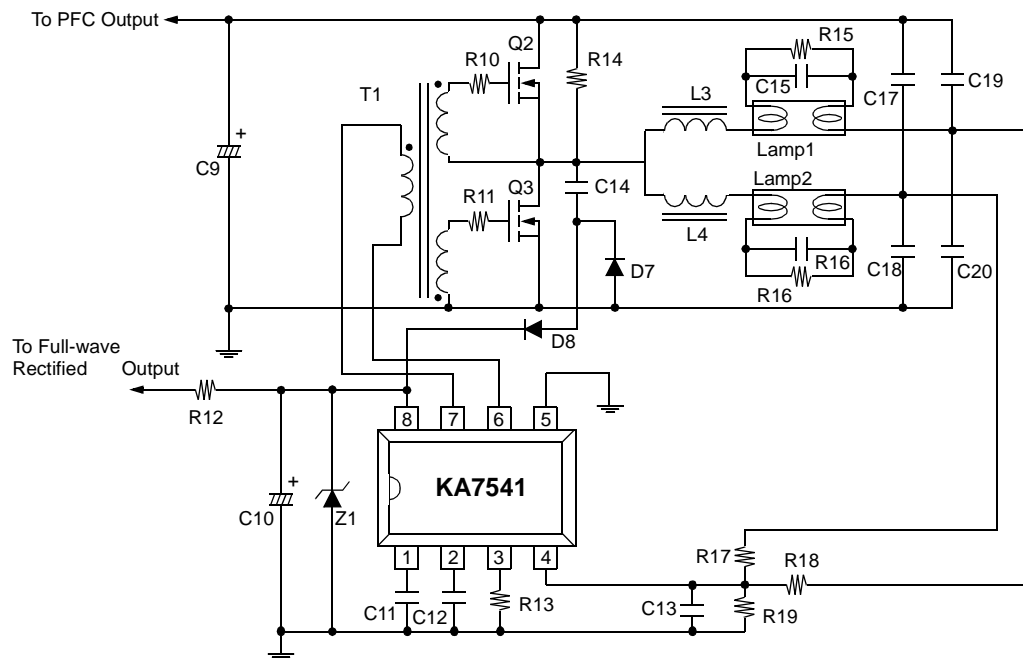 To PFC Output
Q2
R15
R10
R14
C15
C17
C19
T1
L3
+
C9
Lamp1
Lamp2
C14
Q3
R11
L4
D7
R16
C18
C20
R16
D8
To Full-wave
Rectified Output
R12
8 7 6 5
KA7541
+
C10
Z1
1 2 3 4
R17
R18
C11
C12
R13
C13
R19